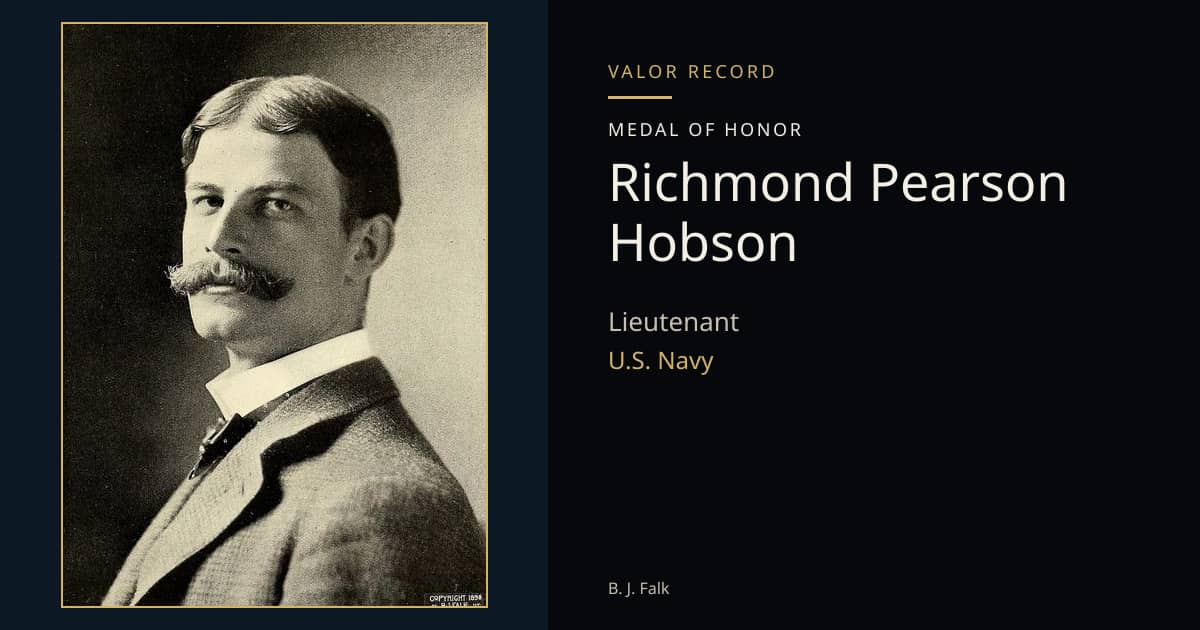 VALOR RECORD
MEDAL OF HONOR
Richmond Pearson
Hobson
Lieutenant
U.S. Navy
B. J. Falk
COPYRIGHT 1898